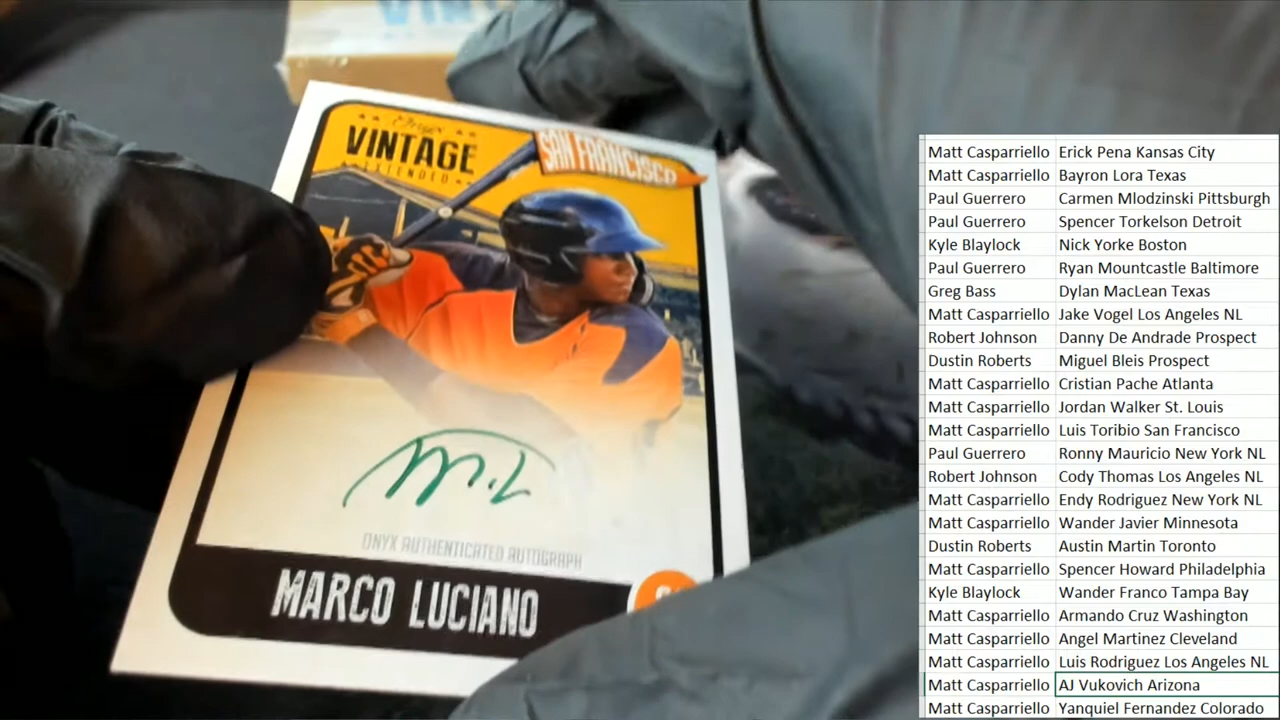 VINT
Onyx
VINTAGE
EXTENDED
SAN FRANCISCO
ONYX AUTHENTICATED AUTOGRAPH
MARCO LUCIANO
Matt Casparriello Erick Pena Kansas City
Matt Casparriello Bayron Lora Texas
Paul Guerrero Carmen Mlodzinski Pittsburgh
Paul Guerrero Spencer Torkelson Detroit
Kyle Blaylock Nick Yorke Boston
Paul Guerrero Ryan Mountcastle Baltimore
Greg Bass Dylan MacLean Texas
Matt Casparriello Jake Vogel Los Angeles NL
Robert Johnson Danny De Andrade Prospect
Dustin Roberts Miguel Bleis Prospect
Matt Casparriello Cristian Pache Atlanta
Matt Casparriello Jordan Walker St. Louis
Matt Casparriello Luis Toribio San Francisco
Paul Guerrero Ronny Mauricio New York NL
Robert Johnson Cody Thomas Los Angeles NL
Matt Casparriello Endy Rodriguez New York NL
Matt Casparriello Wander Javier Minnesota
Dustin Roberts Austin Martin Toronto
Matt Casparriello Spencer Howard Philadelphia
Kyle Blaylock Wander Franco Tampa Bay
Matt Casparriello Armando Cruz Washington
Matt Casparriello Angel Martinez Cleveland
Matt Casparriello Luis Rodriguez Los Angeles NL
Matt Casparriello AJ Vukovich Arizona
Matt Casparriello Yanquiel Fernandez Colorado